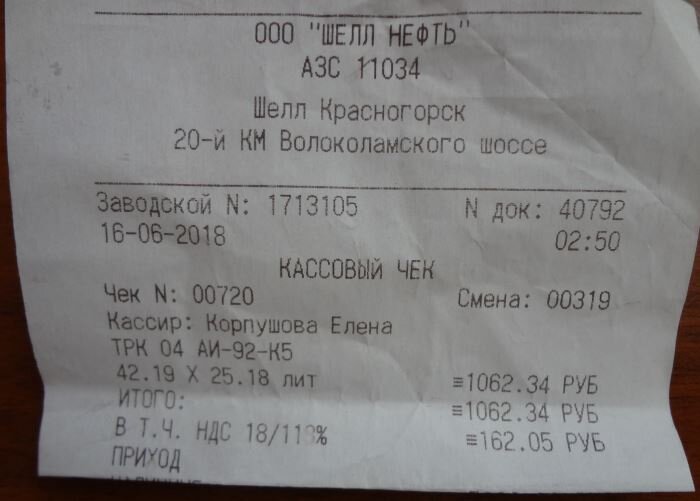 ООО "ШЕЛЛ НЕФТЬ"
АЗС 11034
Шелл Красногорск
20-й КМ Волоколамского шоссе
Заводской N: 1713105 N док: 40792
16-06-2018 02:50
КАССОВЫЙ ЧЕК
Чек N: 00720 Смена: 00319
Кассир: Корпушова Елена
ТРК 04 АИ-92-К5
42.19 X 25.18 лит ≡1062.34 РУБ
ИТОГО: ≡1062.34 РУБ
В Т.Ч. НДС 18/118% ≡162.05 РУБ
ПРИХОД